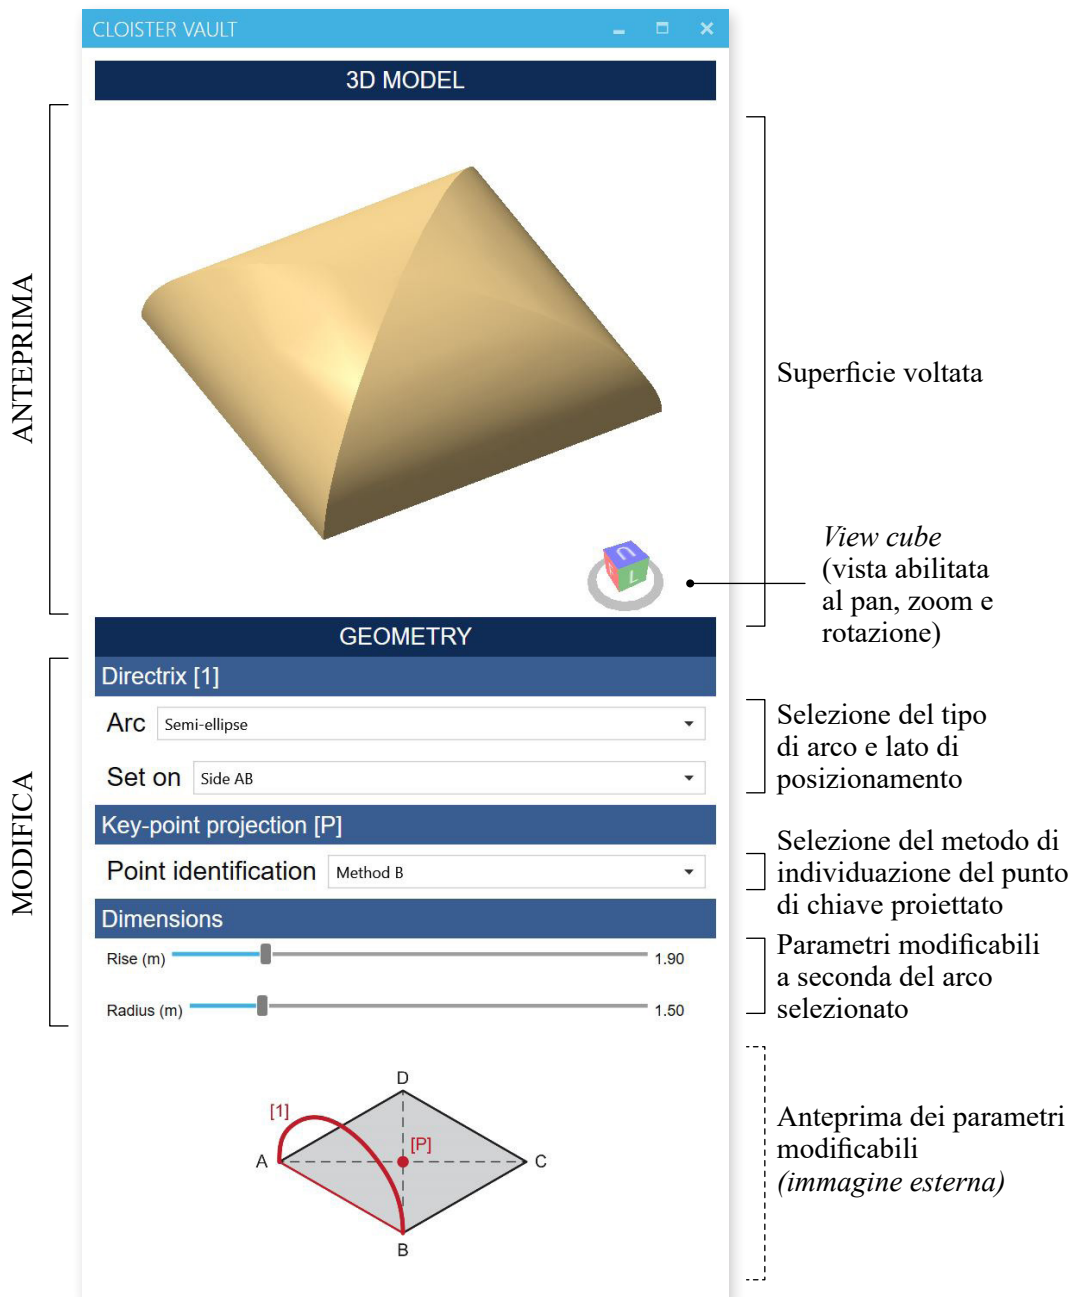 CLOISTER VAULT
3D MODEL
ANTEPRIMA
Superficie voltata
View cube
(vista abilitata
al pan, zoom e
rotazione)
GEOMETRY
MODIFICA
Directrix [1]
Arc Semi-ellipse
Set on Side AB
Selezione del tipo
di arco e lato di
posizionamento
Key-point projection [P]
Point identification Method B
Selezione del metodo di
individuazione del punto
di chiave proiettato
Dimensions
Rise (m) 1.90
Radius (m) 1.50
Parametri modificabili
a seconda del arco
selezionato
D
[1]
[P]
A
C
B
Anteprima dei parametri
modificabili
(immagine esterna)